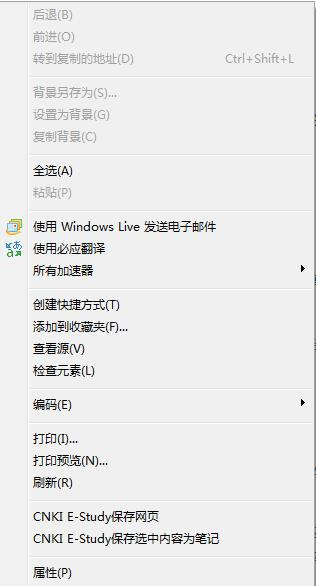 后退(B)
前进(O)
转到复制的地址(D) Ctrl+Shift+L
背景另存为(S)...
设置为背景(G)
复制背景(C)
全选(A)
粘贴(P)
使用 Windows Live 发送电子邮件
使用必应翻译
所有加速器
创建快捷方式(T)
添加到收藏夹(F)...
查看源(V)
检查元素(L)
编码(E)
打印(I)...
打印预览(N)...
刷新(R)
CNKI E-Study保存网页
CNKI E-Study保存选中内容为笔记
属性(P)